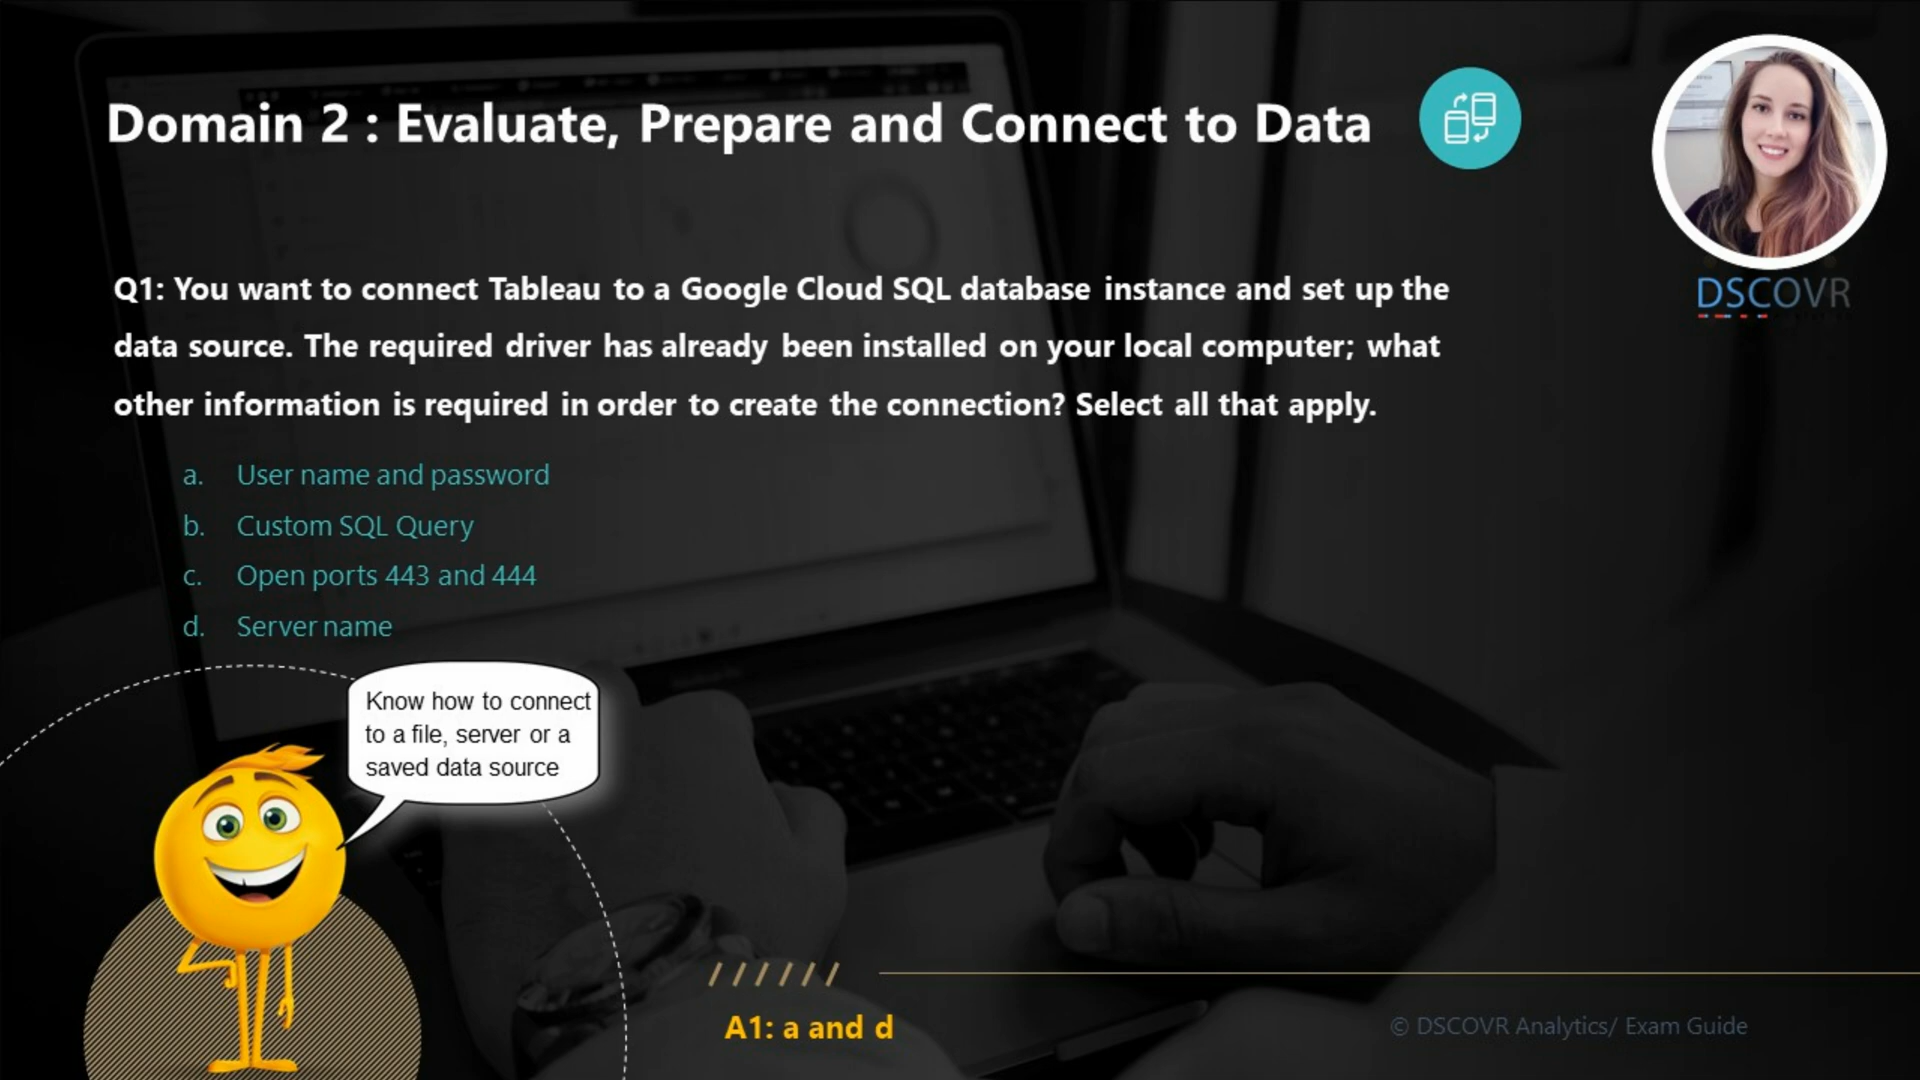 Domain 2 : Evaluate, Prepare and Connect to Data
DSCOVR
Q1: You want to connect Tableau to a Google Cloud SQL database instance and set up the
data source. The required driver has already been installed on your local computer; what
other information is required in order to create the connection? Select all that apply.
a. User name and password
b. Custom SQL Query
c. Open ports 443 and 444
d. Server name
Know how to connect
to a file, server or a
saved data source
A1: a and d
© DSCOVR Analytics/ Exam Guide